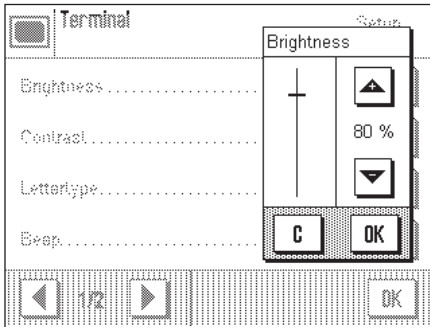 Terminal
Setup
Brightness
Brightness
80 %
C
OK
Contrast
Lettertype
Beep
1/2
OK